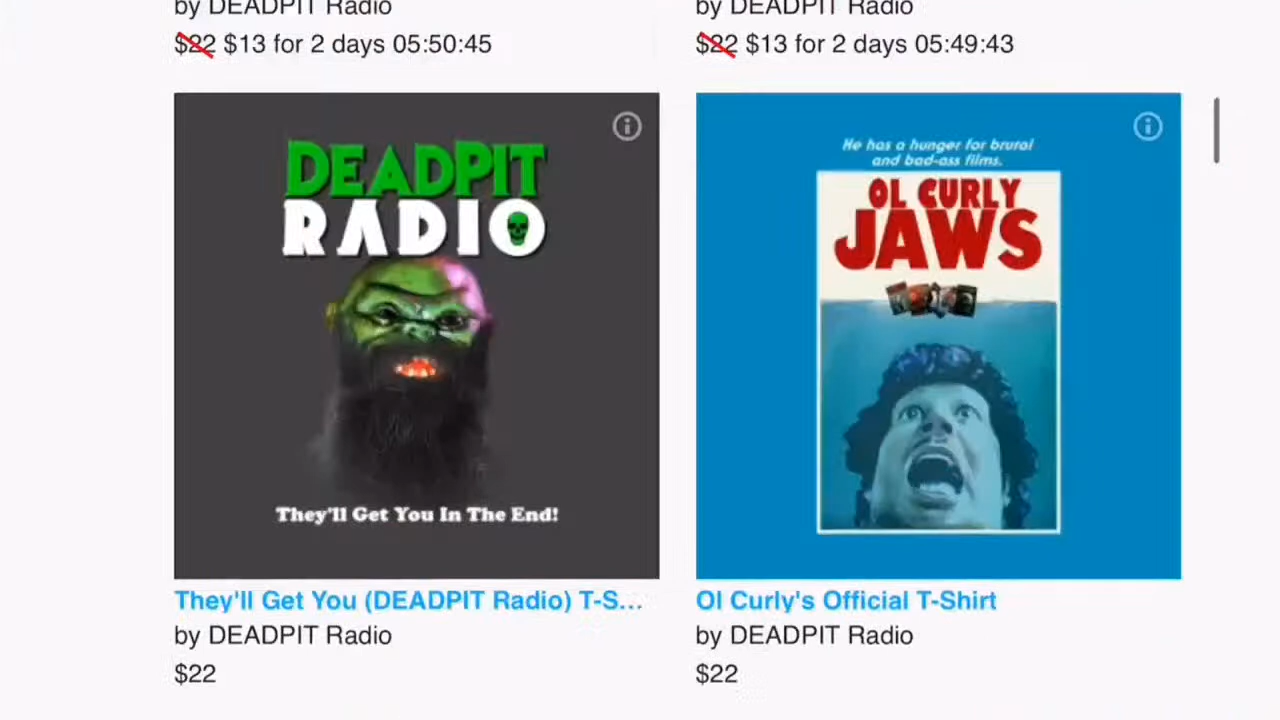 by DEADPIT Radio
by DEADPIT Radio
$22 $13 for 2 days 05:50:45
$22 $13 for 2 days 05:49:43
DEADPIT
RADIO
They'll Get You In The End!
He has a hunger for brutal
and bad-ass films.
OL CURLY
JAWS
They'll Get You (DEADPIT Radio) T-S...
by DEADPIT Radio
$22
Ol Curly's Official T-Shirt
by DEADPIT Radio
$22